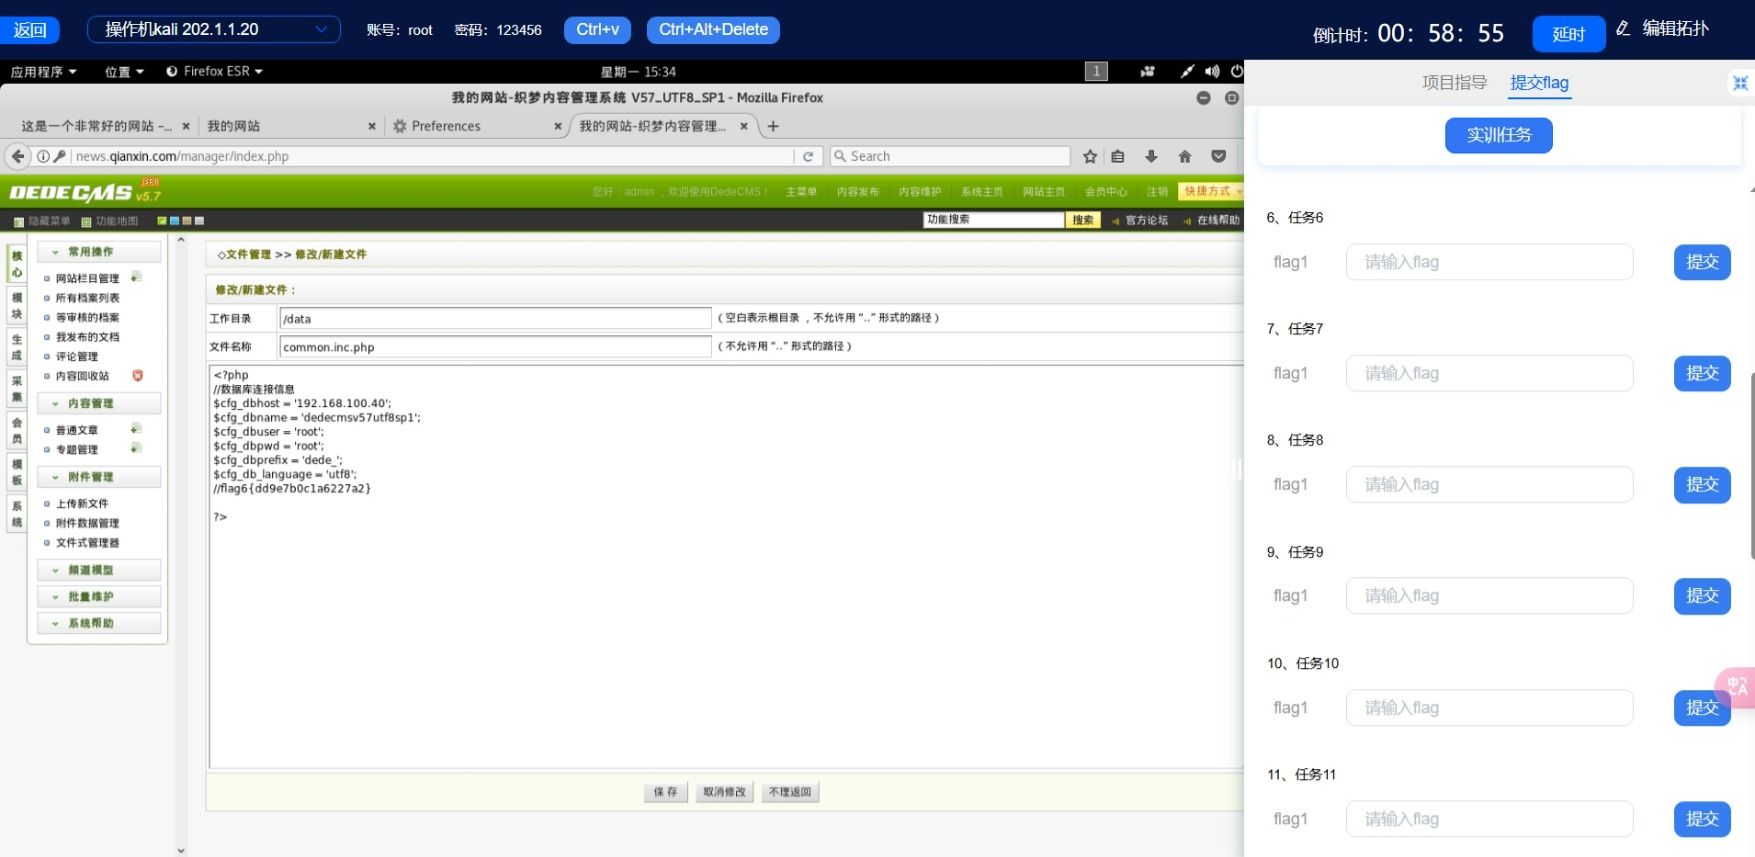 返回
操作机kali 202.1.1.20
账号：root
密码：123456
Ctrl+v
Ctrl+Alt+Delete
倒计时：00：58：55
延时
编辑拓扑
应用程序
位置
Firefox ESR
星期一 15:34
1
我的网站-织梦内容管理系统 V57_UTF8_SP1 - Mozilla Firefox
这是一个非常好的网站 -...
我的网站
Preferences
我的网站-织梦内容管理...
news.qianxin.com/manager/index.php
Search
DEDECMS v5.7 SP1
您好：admin ，欢迎使用DedeCMS！
主菜单
内容发布
内容维护
系统主页
网站主页
会员中心
注销
快捷方式
隐藏菜单
功能地图
功能搜索
搜索
官方论坛
在线帮助
核心
模块
生成
采集
会员
模板
系统
常用操作
网站栏目管理
所有档案列表
等审核的档案
我发布的文档
评论管理
内容回收站
内容管理
普通文章
专题管理
附件管理
上传新文件
附件数据管理
文件式管理器
频道模型
批量维护
系统帮助
◇文件管理 >> 修改/新建文件
修改/新建文件：
工作目录
/data
（空白表示根目录，不允许用 “..” 形式的路径）
文件名称
common.inc.php
（不允许用 “..” 形式的路径）
<?php
//数据库连接信息
$cfg_dbhost = '192.168.100.40';
$cfg_dbname = 'dedecmsv57utf8sp1';
$cfg_dbuser = 'root';
$cfg_dbpwd = 'root';
$cfg_dbprefix = 'dede_';
$cfg_db_language = 'utf8';
//flag6{dd9e7b0c1a6227a2}
?>
保 存
取消修改
不理返回
项目指导
提交flag
实训任务
6、任务6
flag1
请输入flag
提交
7、任务7
flag1
请输入flag
提交
8、任务8
flag1
请输入flag
提交
9、任务9
flag1
请输入flag
提交
10、任务10
flag1
请输入flag
提交
11、任务11
flag1
请输入flag
提交